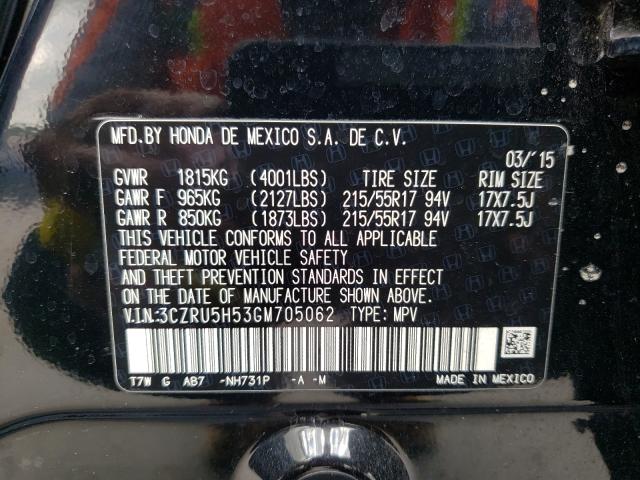 MFD.BY HONDA DE MEXICO S.A. DE C.V.
03/'15
GVWR 1815KG (4001LBS) TIRE SIZE RIM SIZE
GAWR F 965KG (2127LBS) 215/55R17 94V 17X7.5J
GAWR R 850KG (1873LBS) 215/55R17 94V 17X7.5J
THIS VEHICLE CONFORMS TO ALL APPLICABLE
FEDERAL MOTOR VEHICLE SAFETY
AND THEFT PREVENTION STANDARDS IN EFFECT
ON THE DATE OF MANUFACTURE SHOWN ABOVE.
V.I.N.:3CZRU5H53GM705062 TYPE: MPV
T7W G AB7 -NH731P -A -M MADE IN MEXICO